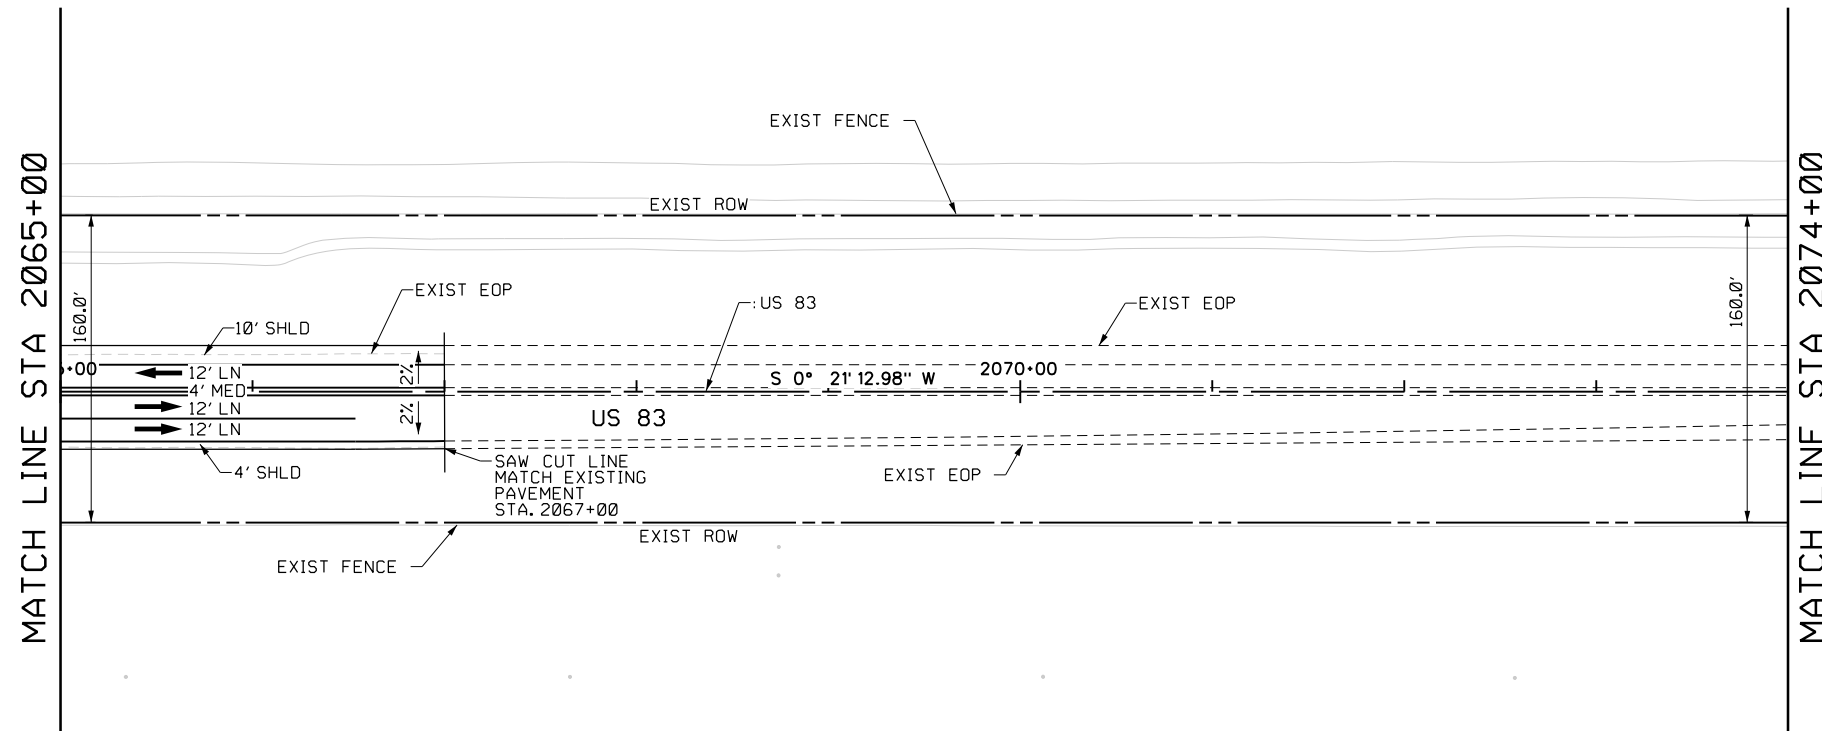 MATCH LINE STA 2065+00
EXIST FENCE
EXIST ROW
160.0'
EXIST EOP
:US 83
EXIST EOP
160.0'
10' SHLD
+00
12' LN
2%
2070+00
S 0° 21' 12.98" W
4' MED
12' LN
2%
US 83
12' LN
4' SHLD
SAW CUT LINE
MATCH EXISTING
PAVEMENT
STA. 2067+00
EXIST EOP
EXIST ROW
EXIST FENCE
MATCH LINE STA 2074+00